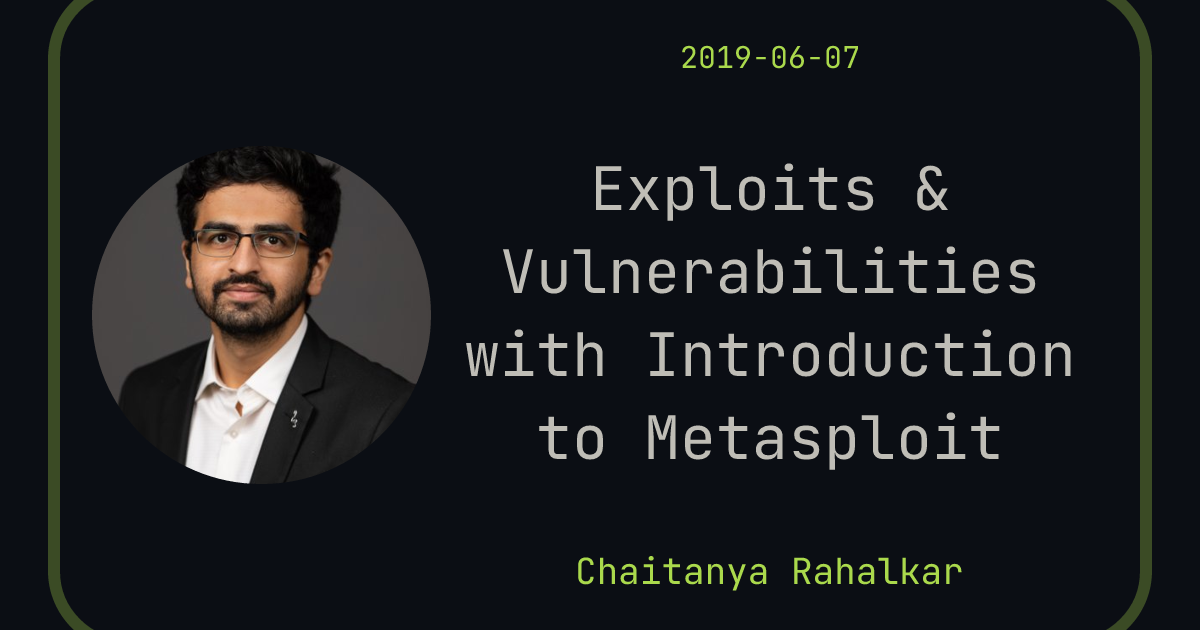 2019-06-07
Exploits &
Vulnerabilities
with Introduction
to Metasploit
Chaitanya Rahalkar